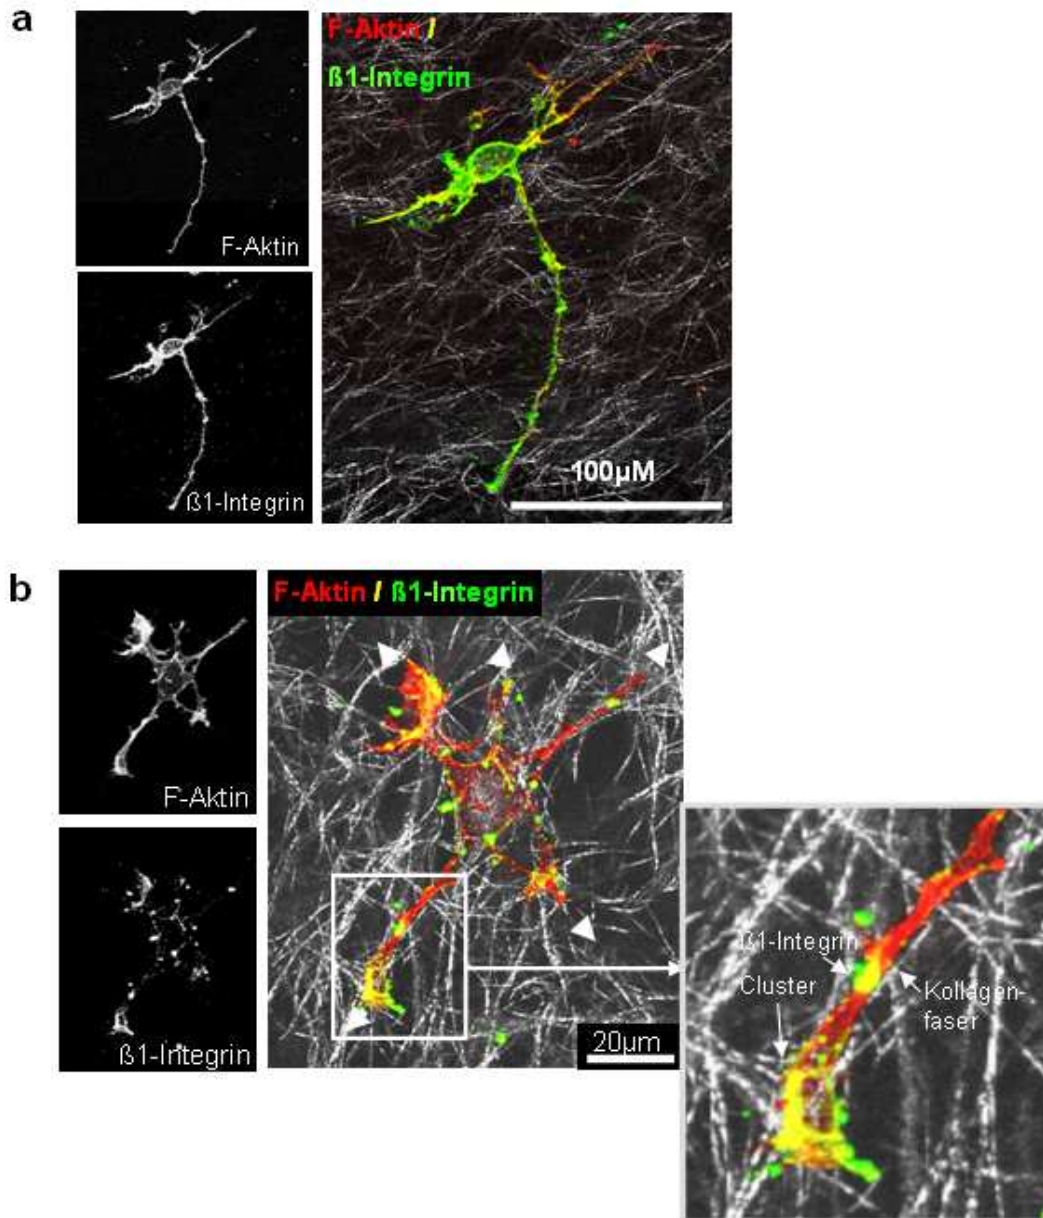 a
F-Aktin /
ß1-Integrin
F-Aktin
ß1-Integrin
100µM
b
F-Aktin / ß1-Integrin
F-Aktin
ß1-Integrin
20µm
ß1-Integrin
Cluster
Kollagen-
faser